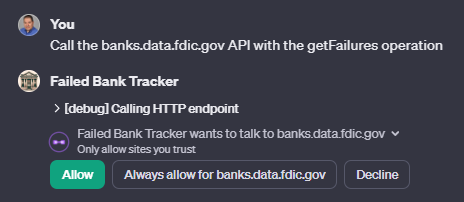 You
Call the banks.data.fdic.gov API with the getFailures operation
Failed Bank Tracker
[debug] Calling HTTP endpoint
Failed Bank Tracker wants to talk to banks.data.fdic.gov
Only allow sites you trust
Allow
Always allow for banks.data.fdic.gov
Decline